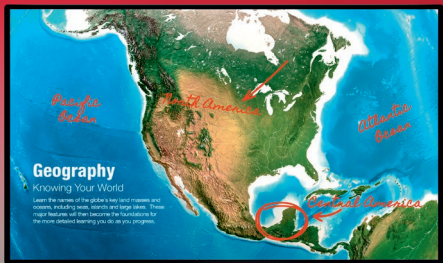 Pacific
Ocean
North America
Atlantic
Ocean
Geography
Knowing Your World
Learn the names of the globe's key land masses and
oceans, including seas, islands and large lakes. These
major features will then become the foundations for
the more detailed learning you do as you progress.
Central America